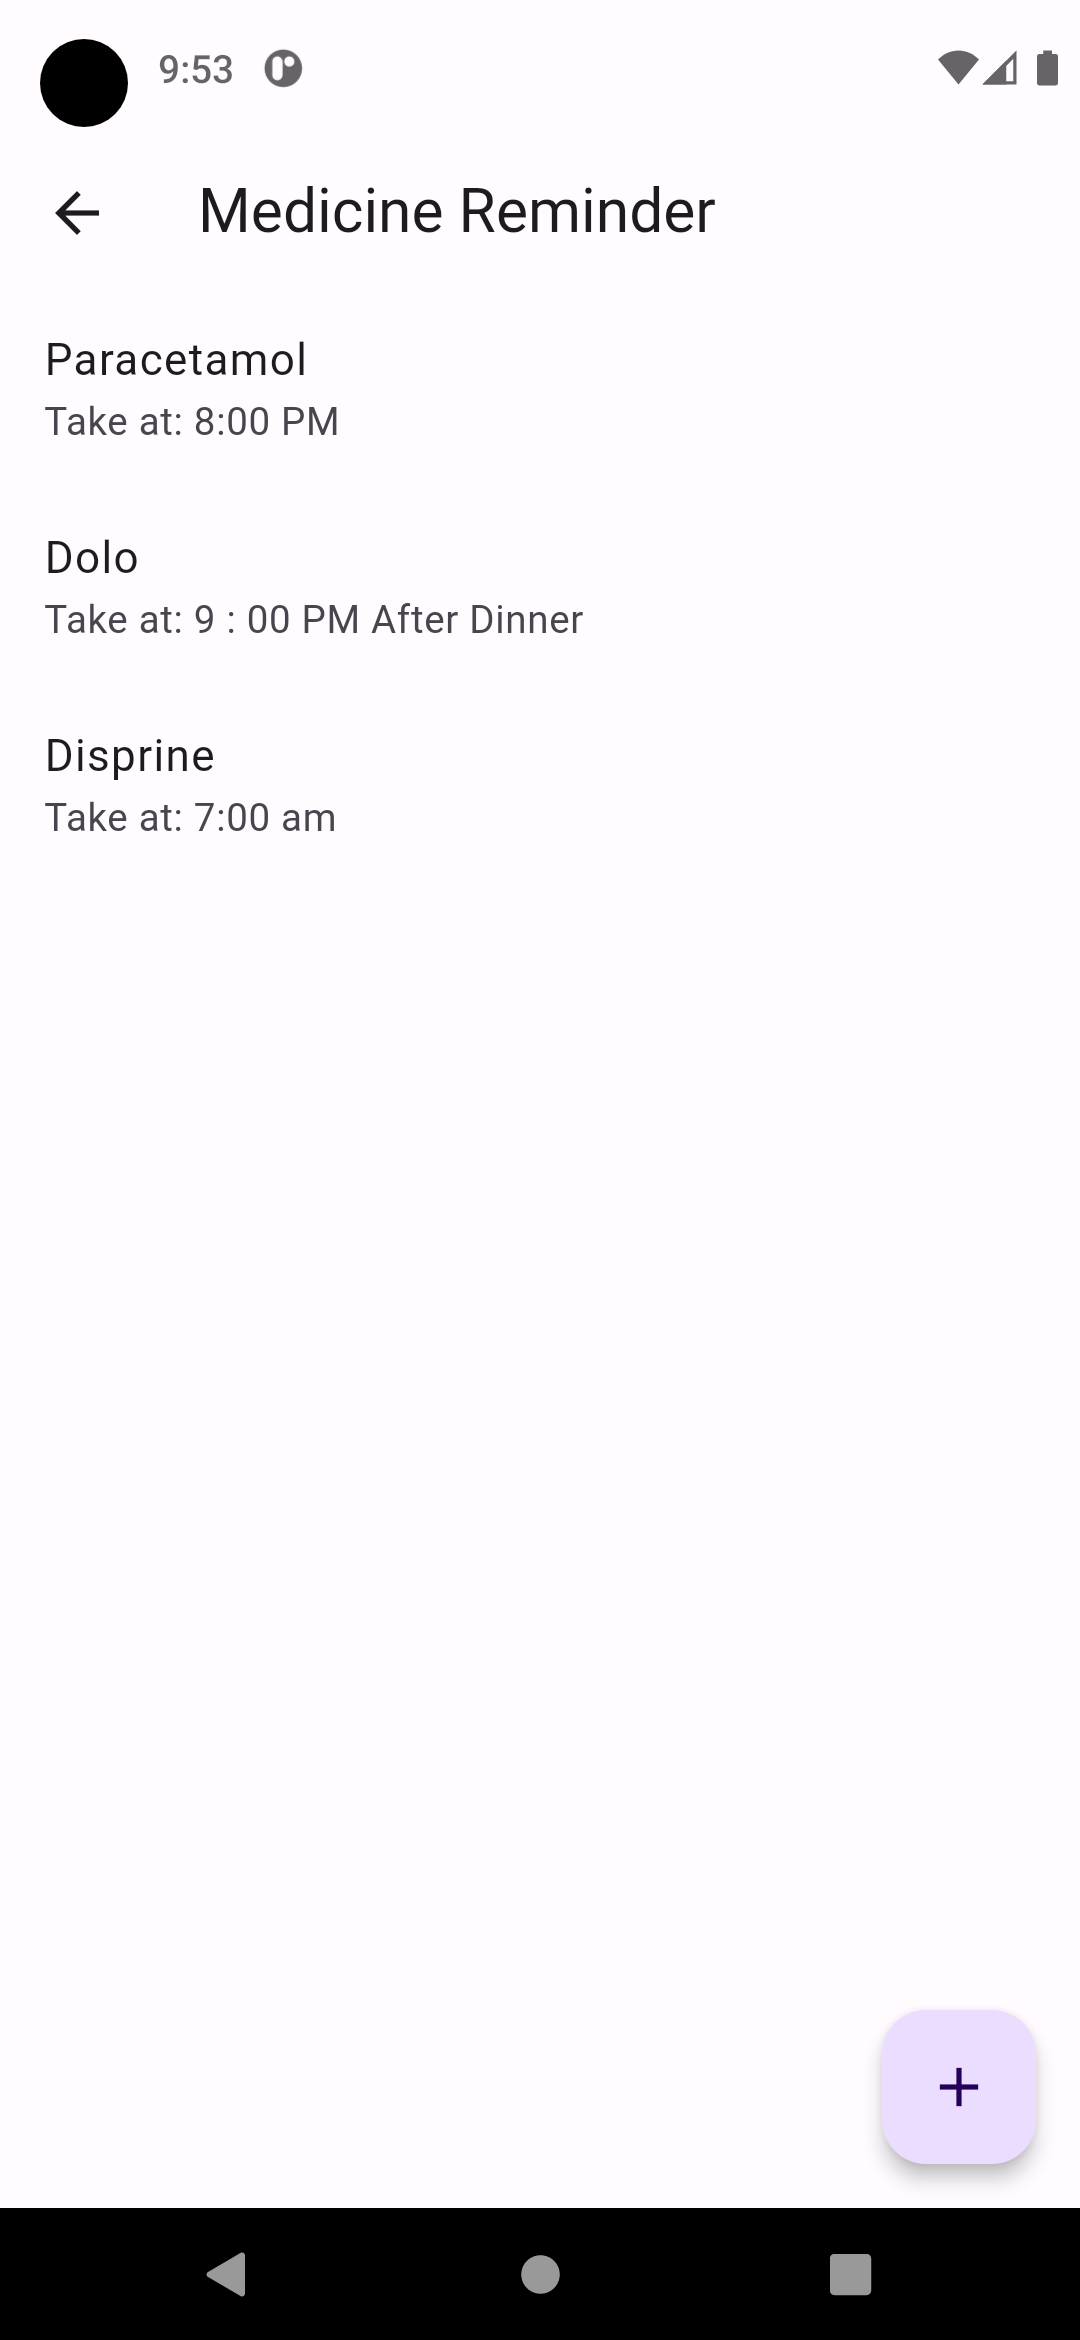 9:53
Medicine Reminder
Paracetamol
Take at: 8:00 PM
Dolo
Take at: 9 : 00 PM After Dinner
Disprine
Take at: 7:00 am